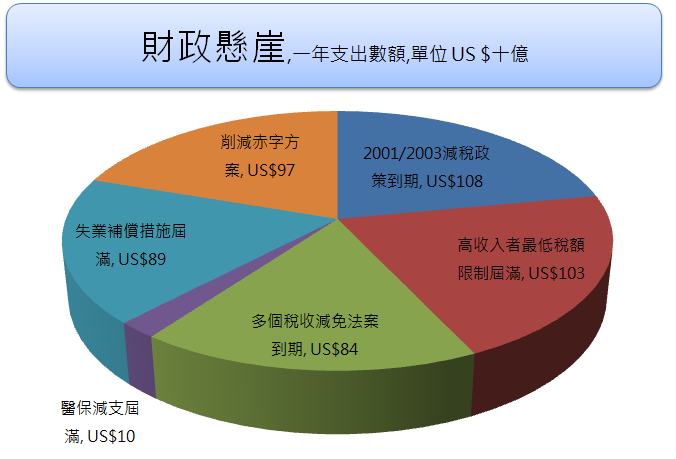 財政懸崖,一年支出數額,單位 US $十億
削減赤字方
案, US$97
2001/2003減稅政
策到期, US$108
失業補償措施屆
滿, US$89
高收入者最低稅額
限制屆滿, US$103
多個稅收減免法案
到期, US$84
醫保減支屆
滿, US$10